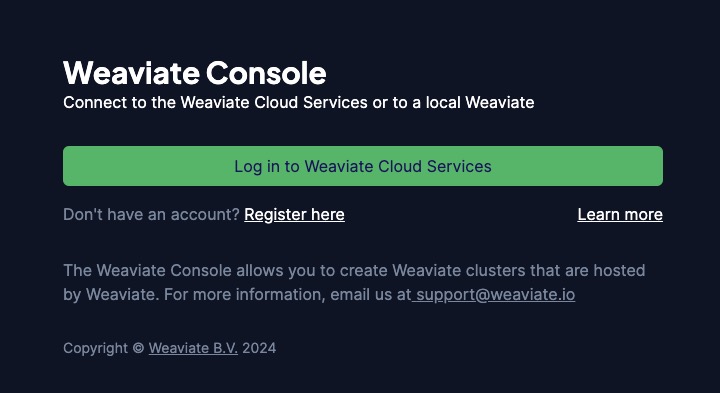 Weaviate Console
Connect to the Weaviate Cloud Services or to a local Weaviate
Log in to Weaviate Cloud Services
Don't have an account? Register here Learn more
The Weaviate Console allows you to create Weaviate clusters that are hosted
by Weaviate. For more information, email us at support@weaviate.io
Copyright © Weaviate B.V. 2024